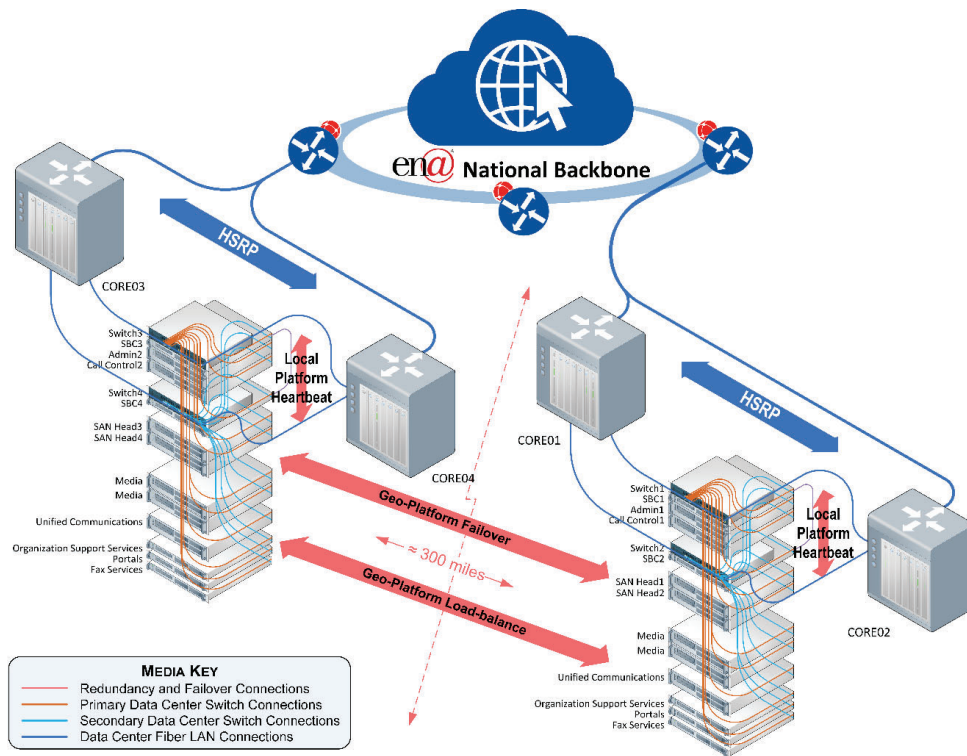 ena National Backbone
HSRP
CORE03
Switch3
SBC3
Admin2
Call Control2
Switch4
SBC4
SAN Head3
SAN Head4
Media
Media
Unified Communications
Organization Support Services
Portals
Fax Services
Local
Platform
Heartbeat
CORE04
Geo-Platform Failover
≈ 300 miles
Geo-Platform Load-balance
HSRP
CORE01
Switch1
SBC1
Admin1
Call Control1
Switch2
SBC2
SAN Head1
SAN Head2
Media
Media
Unified Communications
Organization Support Services
Portals
Fax Services
Local
Platform
Heartbeat
CORE02
MEDIA KEY
Redundancy and Failover Connections
Primary Data Center Switch Connections
Secondary Data Center Switch Connections
Data Center Fiber LAN Connections